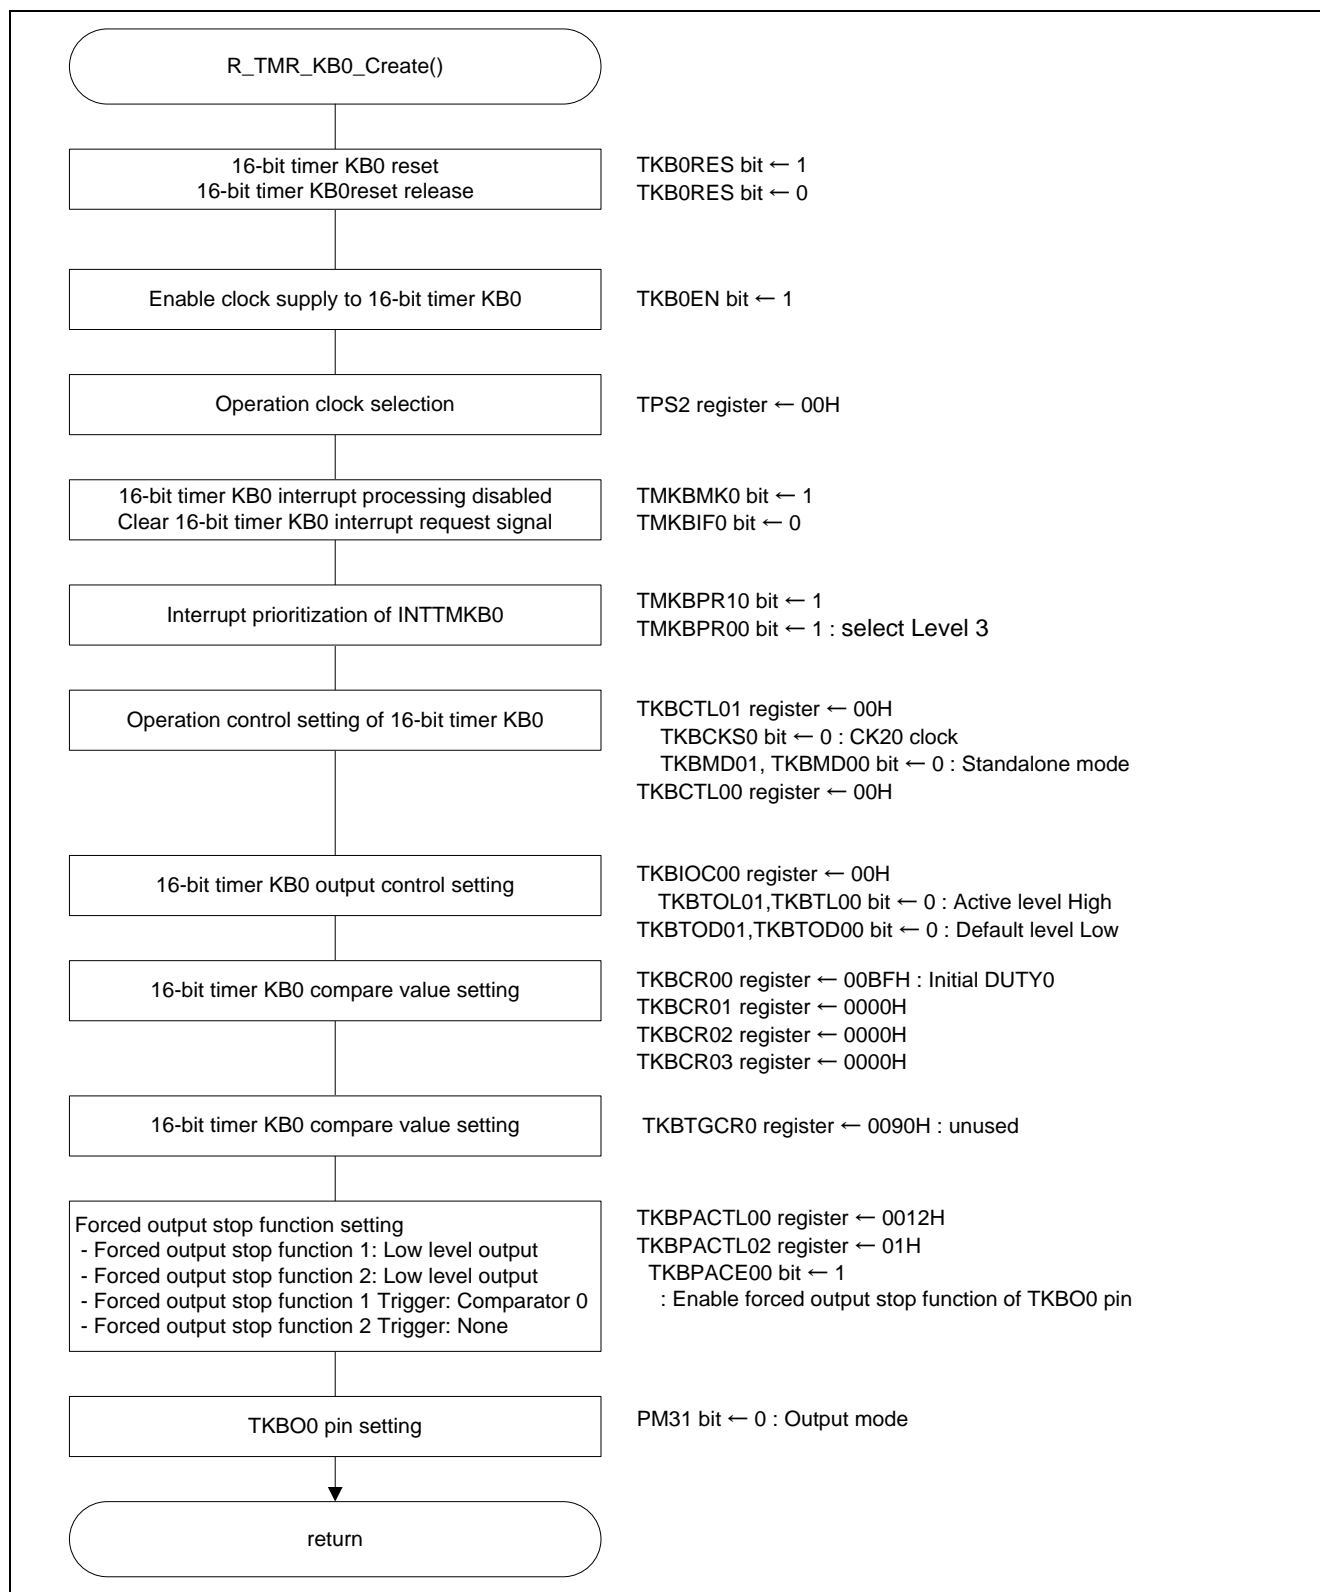 R_TMR_KB0_Create()
16-bit timer KB0 reset
16-bit timer KB0reset release
TKB0RES bit ← 1
TKB0RES bit ← 0
Enable clock supply to 16-bit timer KB0
TKB0EN bit ← 1
Operation clock selection
TPS2 register ← 00H
16-bit timer KB0 interrupt processing disabled
Clear 16-bit timer KB0 interrupt request signal
TMKBMK0 bit ← 1
TMKBIF0 bit ← 0
Interrupt prioritization of INTTMKB0
TMKBPR10 bit ← 1
TMKBPR00 bit ← 1 : select Level 3
Operation control setting of 16-bit timer KB0
TKBCTL01 register ← 00H
TKBCKS0 bit ← 0 : CK20 clock
TKBMD01, TKBMD00 bit ← 0 : Standalone mode
TKBCTL00 register ← 00H
16-bit timer KB0 output control setting
TKBIOC00 register ← 00H
TKBTOL01,TKBTL00 bit ← 0 : Active level High
TKBTOD01,TKBTOD00 bit ← 0 : Default level Low
16-bit timer KB0 compare value setting
TKBCR00 register ← 00BFH : Initial DUTY0
TKBCR01 register ← 0000H
TKBCR02 register ← 0000H
TKBCR03 register ← 0000H
16-bit timer KB0 compare value setting
TKBTGCR0 register ← 0090H : unused
Forced output stop function setting
- Forced output stop function 1: Low level output
- Forced output stop function 2: Low level output
- Forced output stop function 1 Trigger: Comparator 0
- Forced output stop function 2 Trigger: None
TKBPACTL00 register ← 0012H
TKBPACTL02 register ← 01H
TKBPACE00 bit ← 1
: Enable forced output stop function of TKBO0 pin
TKBO0 pin setting
PM31 bit ← 0 : Output mode
return